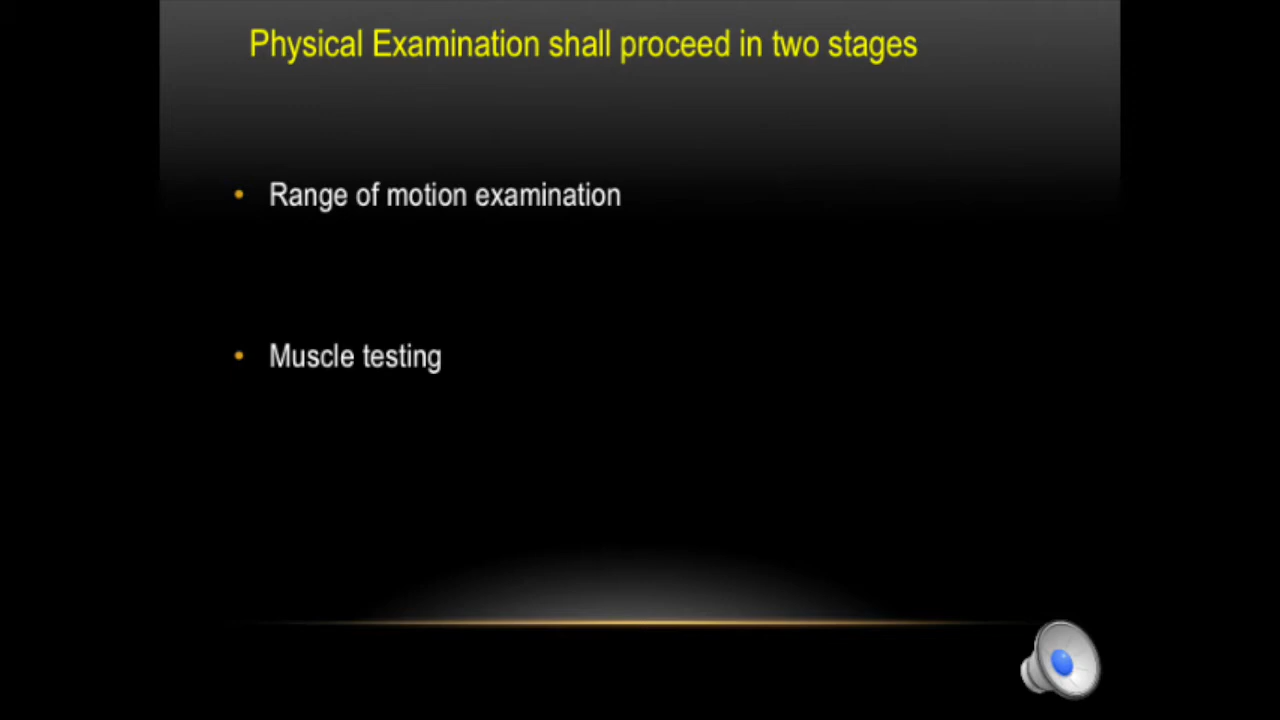 Physical Examination shall proceed in two stages
• Range of motion examination
• Muscle testing